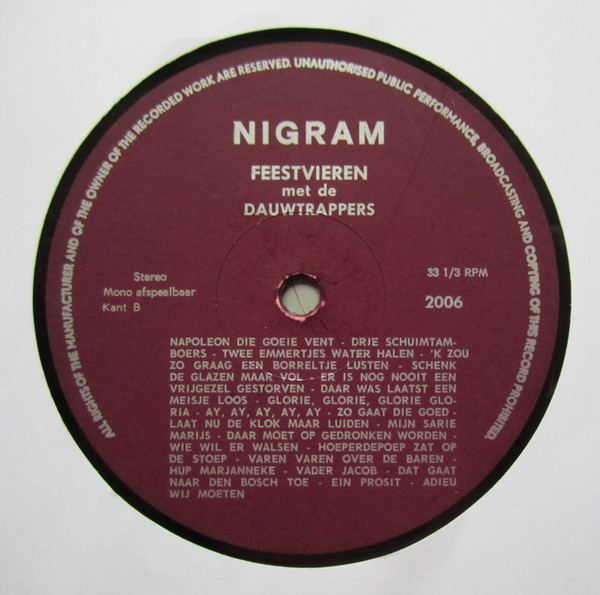 ALL RIGHTS OF THE MANUFACTURER AND OF THE OWNER OF THE RECORDED WORK ARE RESERVED. UNAUTHORISED PUBLIC PERFORMANCE, BROADCASTING AND COPYING OF THIS RECORD PROHIBITED.
NIGRAM
FEESTVIEREN
met de
DAUWTRAPPERS
Stereo
Mono afspeelbaar
Kant B
33 1/3 RPM
2006
NAPOLEON DIE GOEIE VENT - DRIE SCHUIMTAM-
BOERS - TWEE EMMERTJES WATER HALEN - 'K ZOU
ZO GRAAG EEN BORRELTJE LUSTEN - SCHENK
DE GLAZEN MAAR VOL - ER IS NOG NOOIT EEN
VRIJGEZEL GESTORVEN - DAAR WAS LAATST EEN
MEISJE LOOS - GLORIE, GLORIE, GLORIE GLO-
RIA - AY, AY, AY, AY, AY - ZO GAAT DIE GOED -
LAAT NU DE KLOK MAAR LUIDEN - MIJN SARIE
MARIJS - DAAR MOET OP GEDRONKEN WORDEN -
WIE WIL ER WALSEN - HOEPERDEPOEP ZAT OP
DE STOEP - VAREN VAREN OVER DE BAREN -
HUP MARJANNEKE - VADER JACOB - DAT GAAT
NAAR DEN BOSCH TOE - EIN PROSIT - ADIEU
WIJ MOETEN